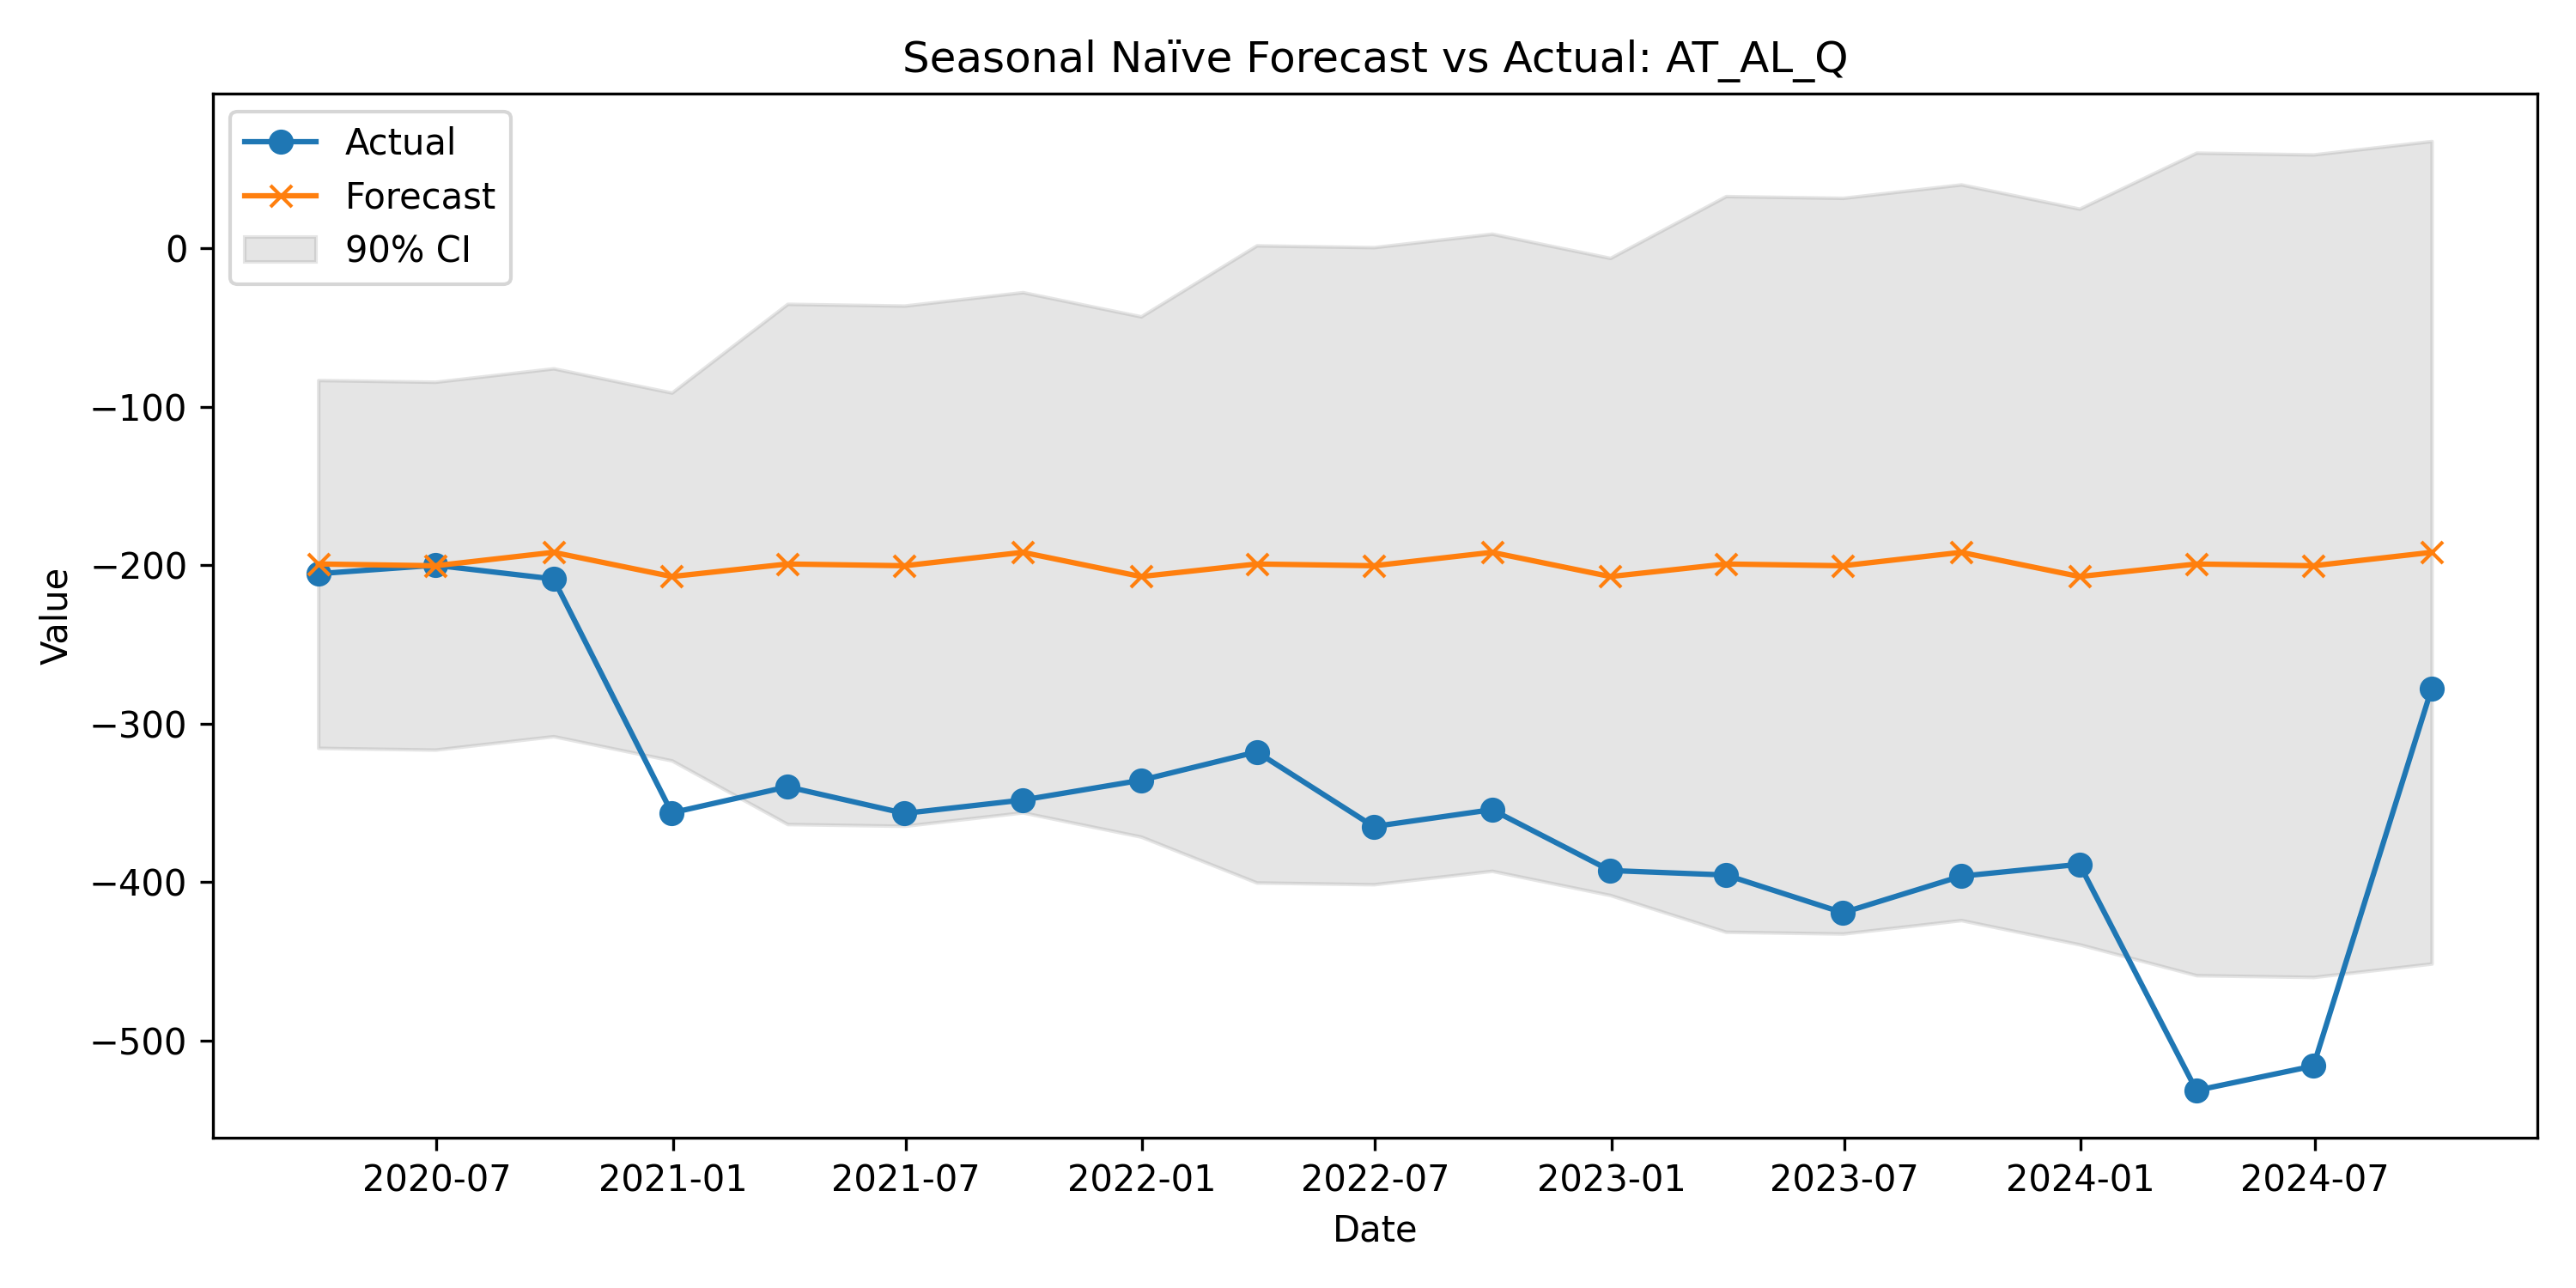 Seasonal Naïve Forecast vs Actual: AT_AL_Q
Actual
Forecast
90% CI
0
−100
−200
−300
−400
−500
Value
2020-07
2021-01
2021-07
2022-01
2022-07
2023-01
2023-07
2024-01
2024-07
Date